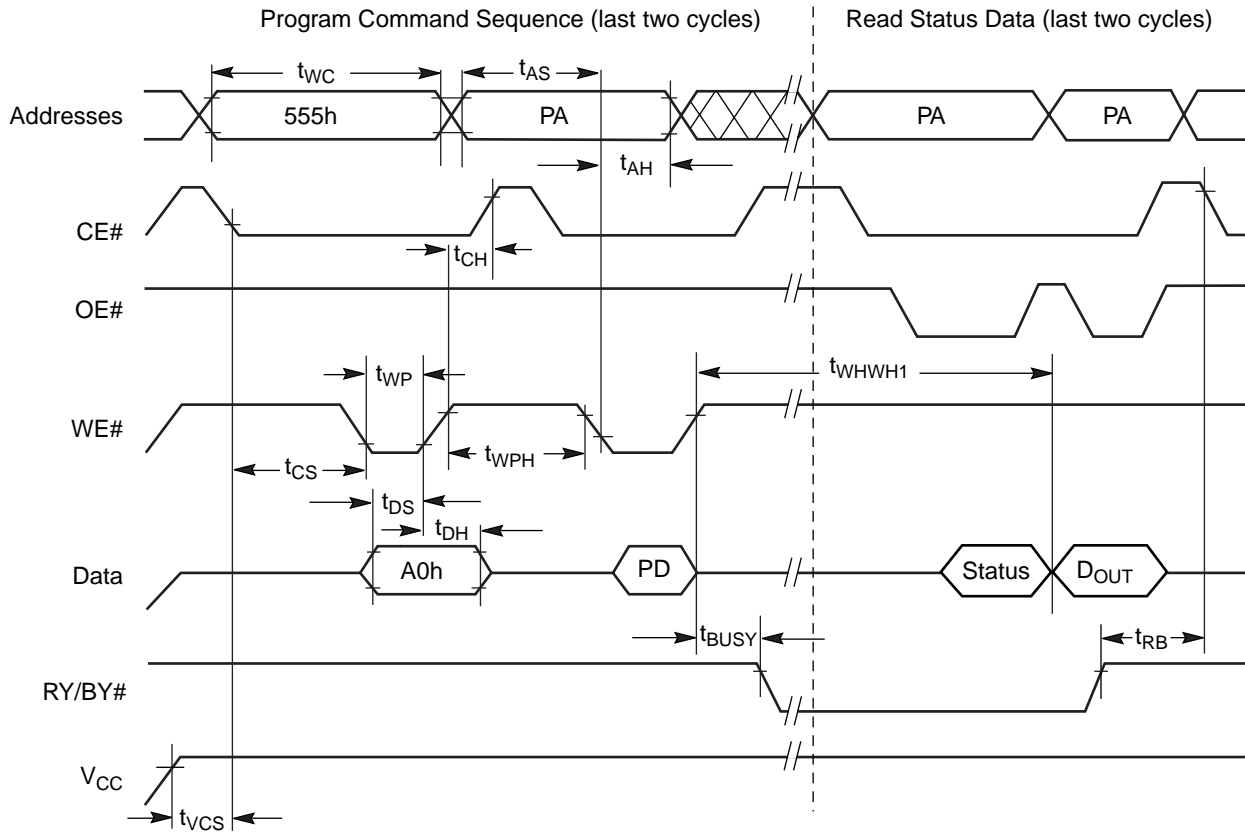 Program Command Sequence (last two cycles)
Read Status Data (last two cycles)
tWC
tAS
Addresses
555h
PA
PA
PA
tAH
CE#
tCH
OE#
tWP
tWHWH1
WE#
tCS
tWPH
tDS
tDH
Data
A0h
PD
Status
DOUT
tBUSY
tRB
RY/BY#
VCC
tVCS